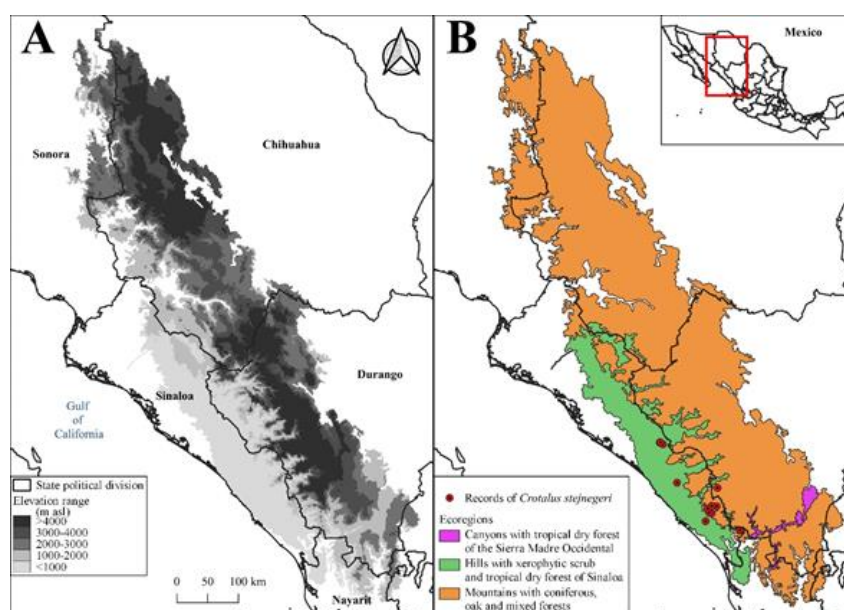 A
Sonora
Chihuahua
Durango
Sinaloa
Gulf
of
California
Nayarit
State political division
Elevation range
(m asl)
>4000
3000-4000
2000-3000
1000-2000
<1000
0 50 100 km
B
Mexico
Records of Crotalus stejnegeri
Ecoregions
Canyons with tropical dry forest
of the Sierra Madre Occidental
Hills with xerophytic scrub
and tropical dry forest of Sinaloa
Mountains with coniferous,
oak and mixed forests